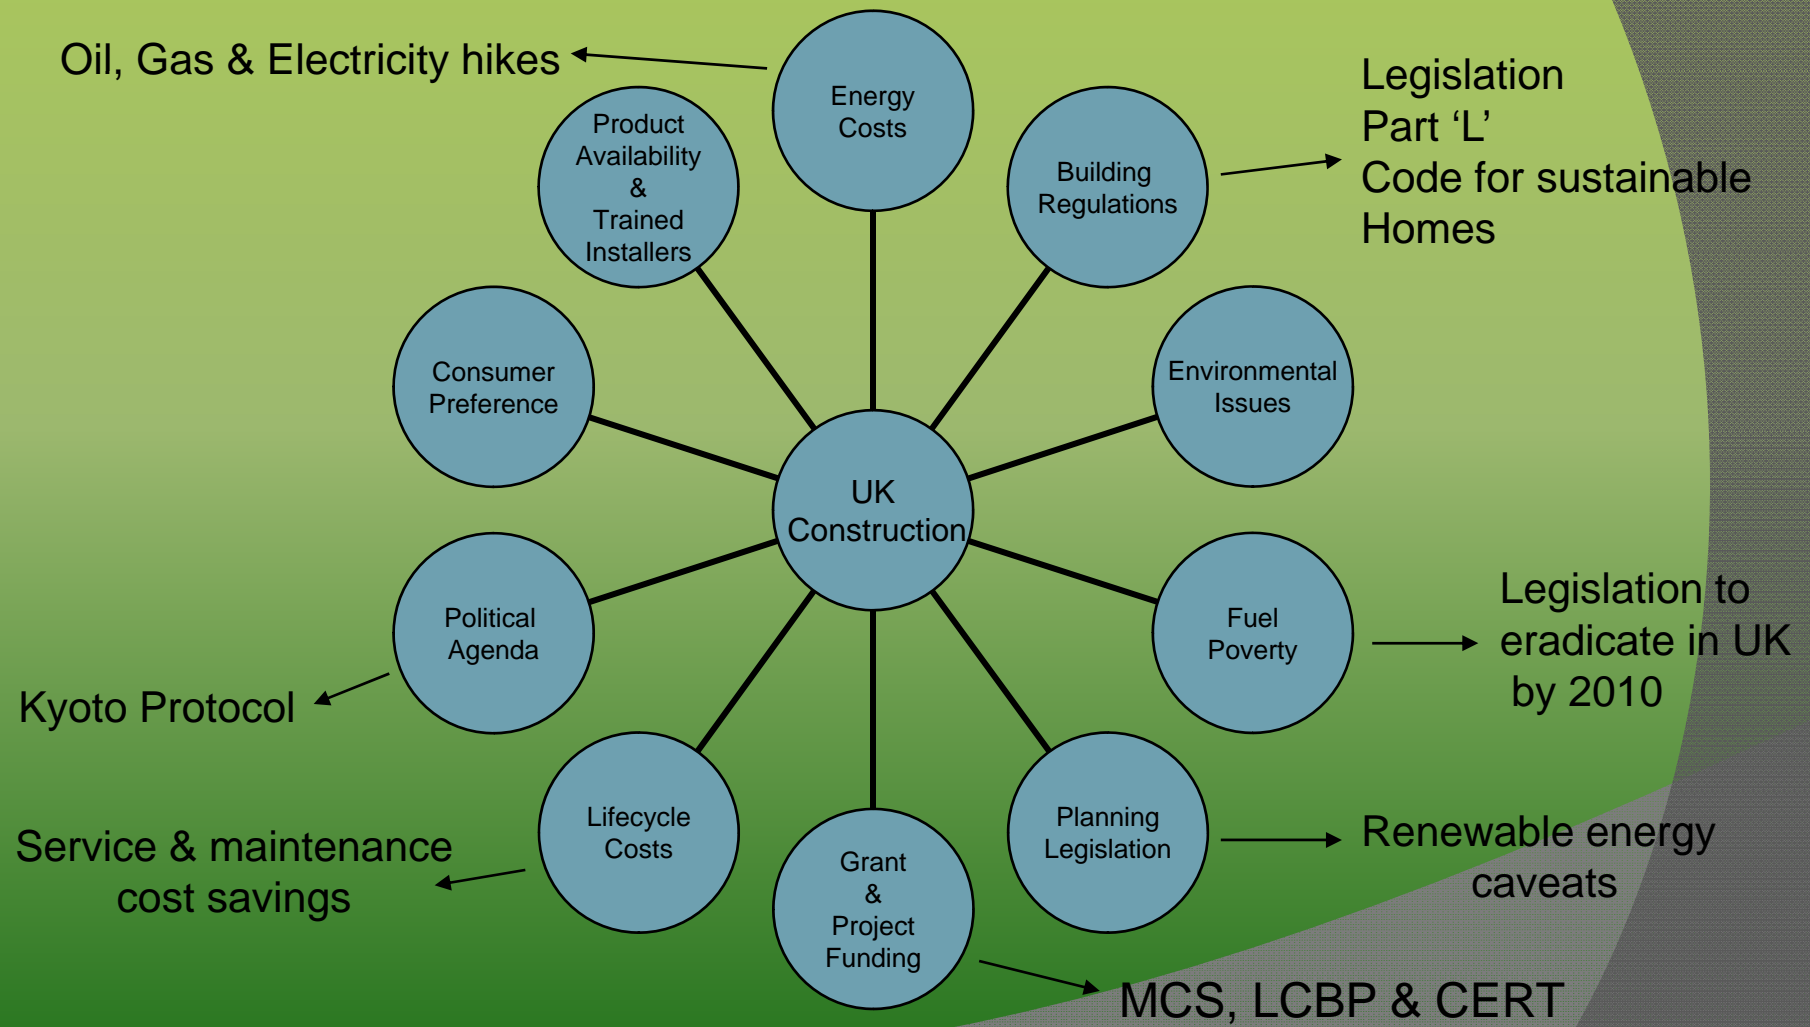 Oil, Gas & Electricity hikes
Energy
Costs
Legislation
Part ‘L’
Code for sustainable
Homes
Product
Availability
&
Trained
Installers
Building
Regulations
Consumer
Preference
Environmental
Issues
UK
Construction
Political
Agenda
Fuel
Poverty
Legislation to
eradicate in UK
by 2010
Kyoto Protocol
Lifecycle
Costs
Planning
Legislation
Service & maintenance
cost savings
Grant
&
Project
Funding
Renewable energy
caveats
MCS, LCBP & CERT